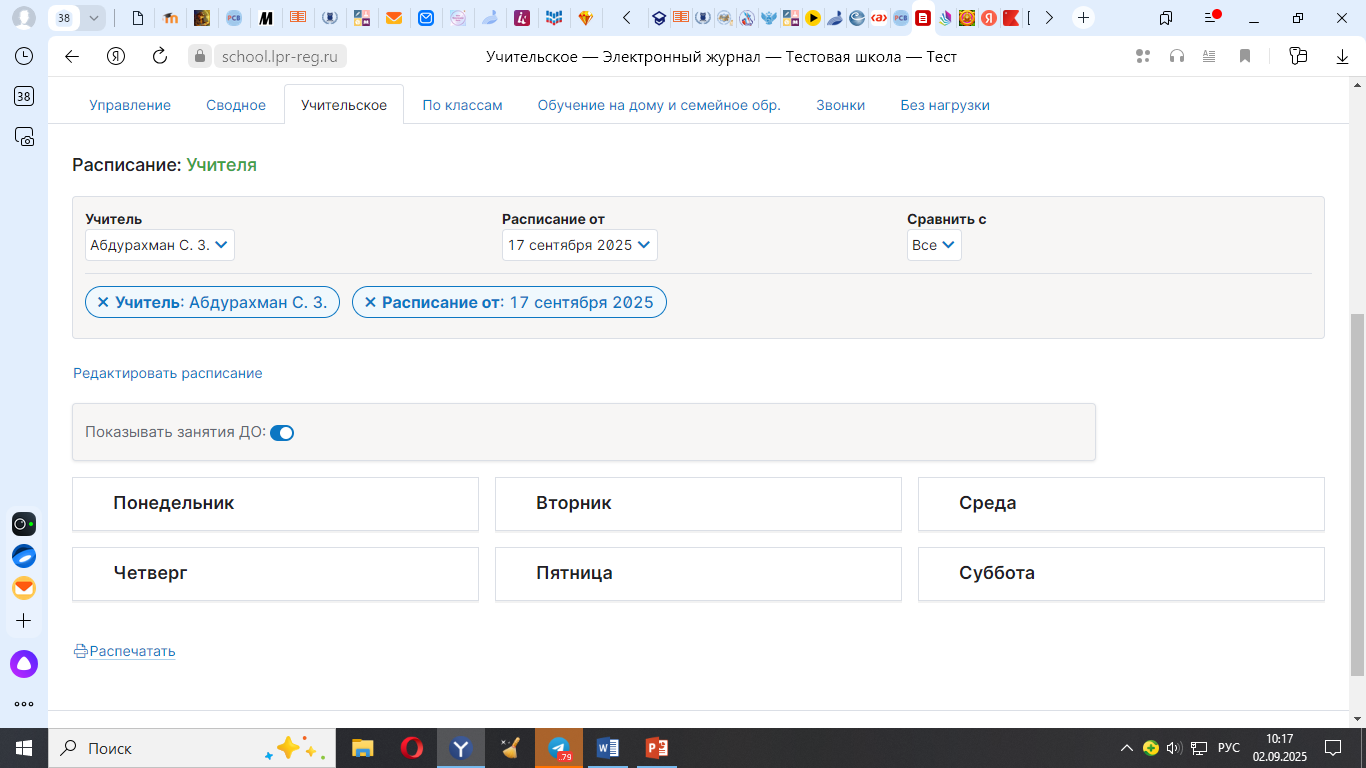 38
school.lpr-reg.ru
Учительское — Электронный журнал — Тестовая школа — Тест
38
Управление Сводное Учительское По классам Обучение на дому и семейное обр. Звонки Без нагрузки
Расписание: Учителя
Учитель Расписание от Сравнить с
Абдурахман С. З. 17 сентября 2025 Все
× Учитель: Абдурахман С. З. × Расписание от: 17 сентября 2025
Редактировать расписание
Показывать занятия ДО:
Понедельник Вторник Среда
Четверг Пятница Суббота
Распечатать
Поиск
.79
РУС
10:17
02.09.2025